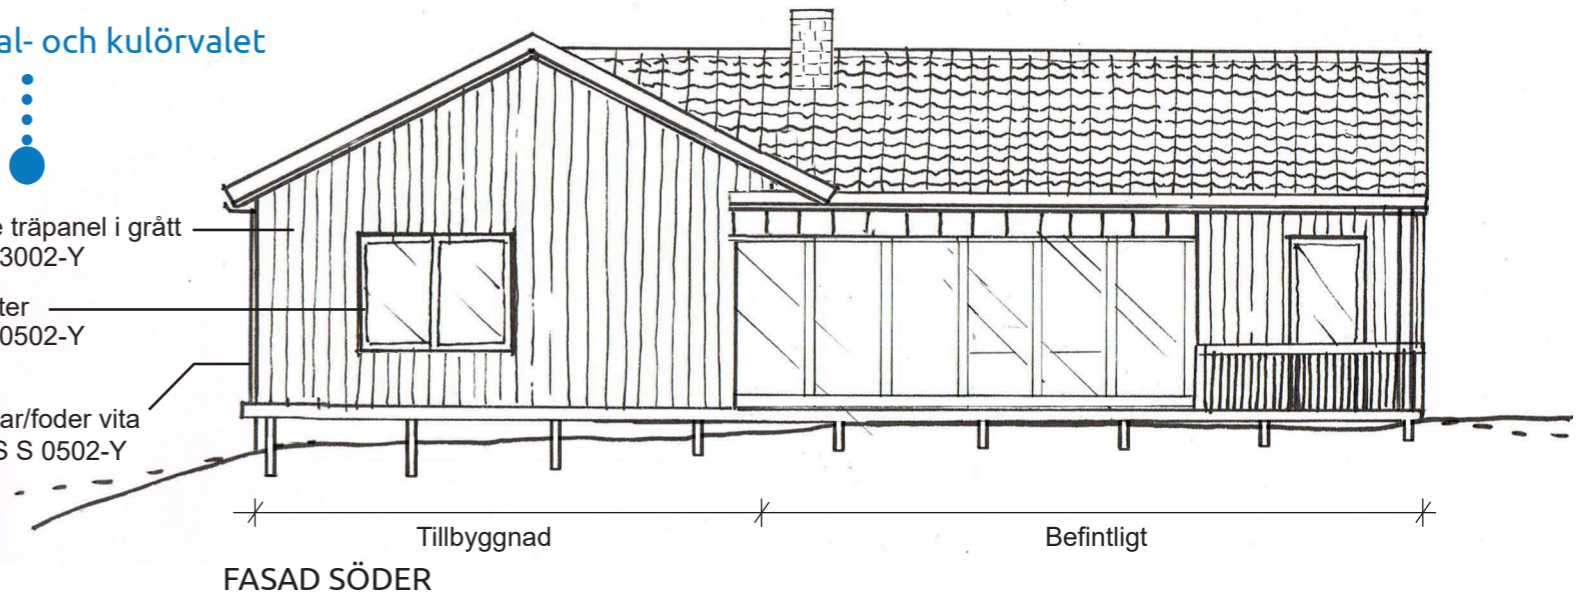 al- och kulörvalet
e träpanel i grått
3002-Y
ter
0502-Y
ar/foder vita
S S 0502-Y
Tillbyggnad
Befintligt
FASAD SÖDER